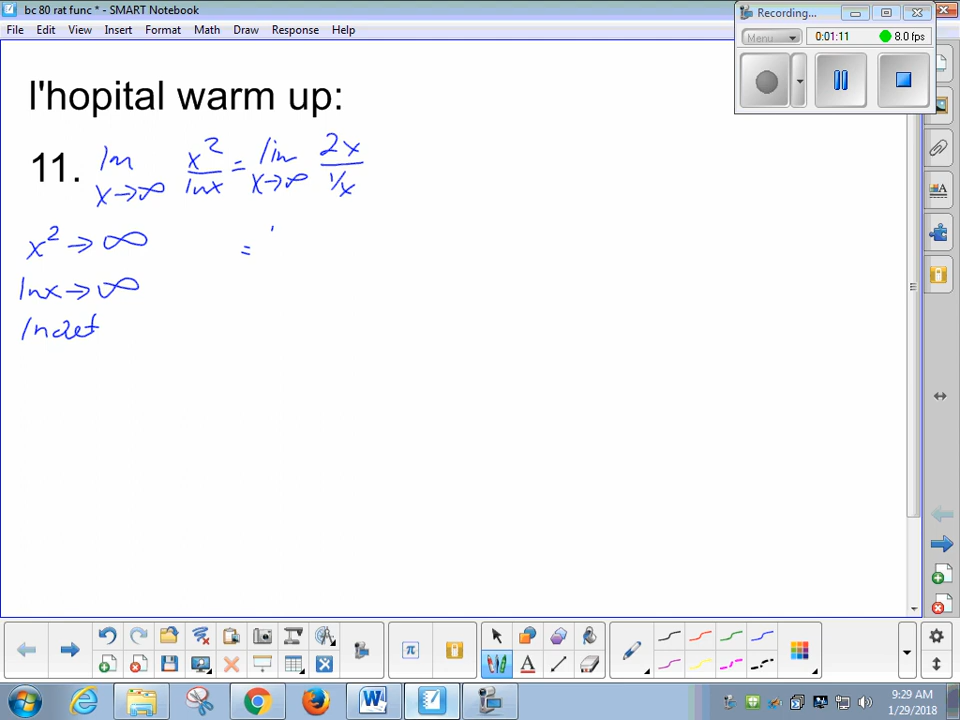 bc 80 rat func * - SMART Notebook
File Edit View Insert Format Math Draw Response Help
Recording...
Menu 0:01:11 8.0 fps
l'hopital warm up:
11. lim x→∞ x²/lnx = lim x→∞ 2x/1/x
x² → ∞ =
lnx → ∞
Indet
9:29 AM
1/29/2018